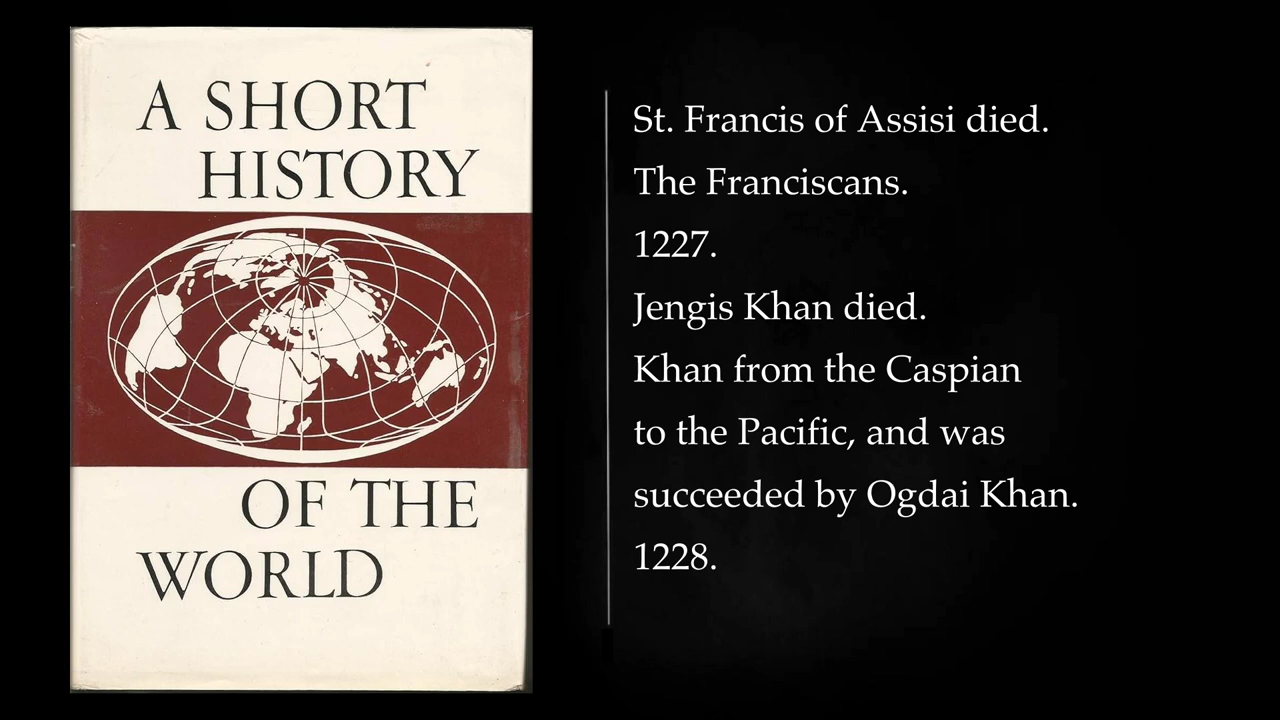 A SHORT
HISTORY
OF THE
WORLD
St. Francis of Assisi died.
The Franciscans.
1227.
Jengis Khan died.
Khan from the Caspian
to the Pacific, and was
succeeded by Ogdai Khan.
1228.